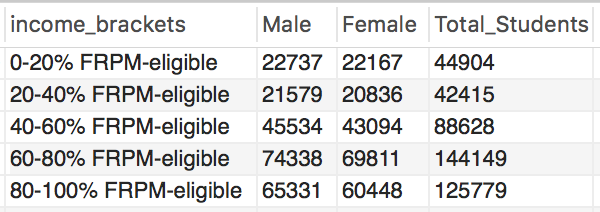 income_brackets Male Female Total_Students
0-20% FRPM-eligible 22737 22167 44904
20-40% FRPM-eligible 21579 20836 42415
40-60% FRPM-eligible 45534 43094 88628
60-80% FRPM-eligible 74338 69811 144149
80-100% FRPM-eligible 65331 60448 125779